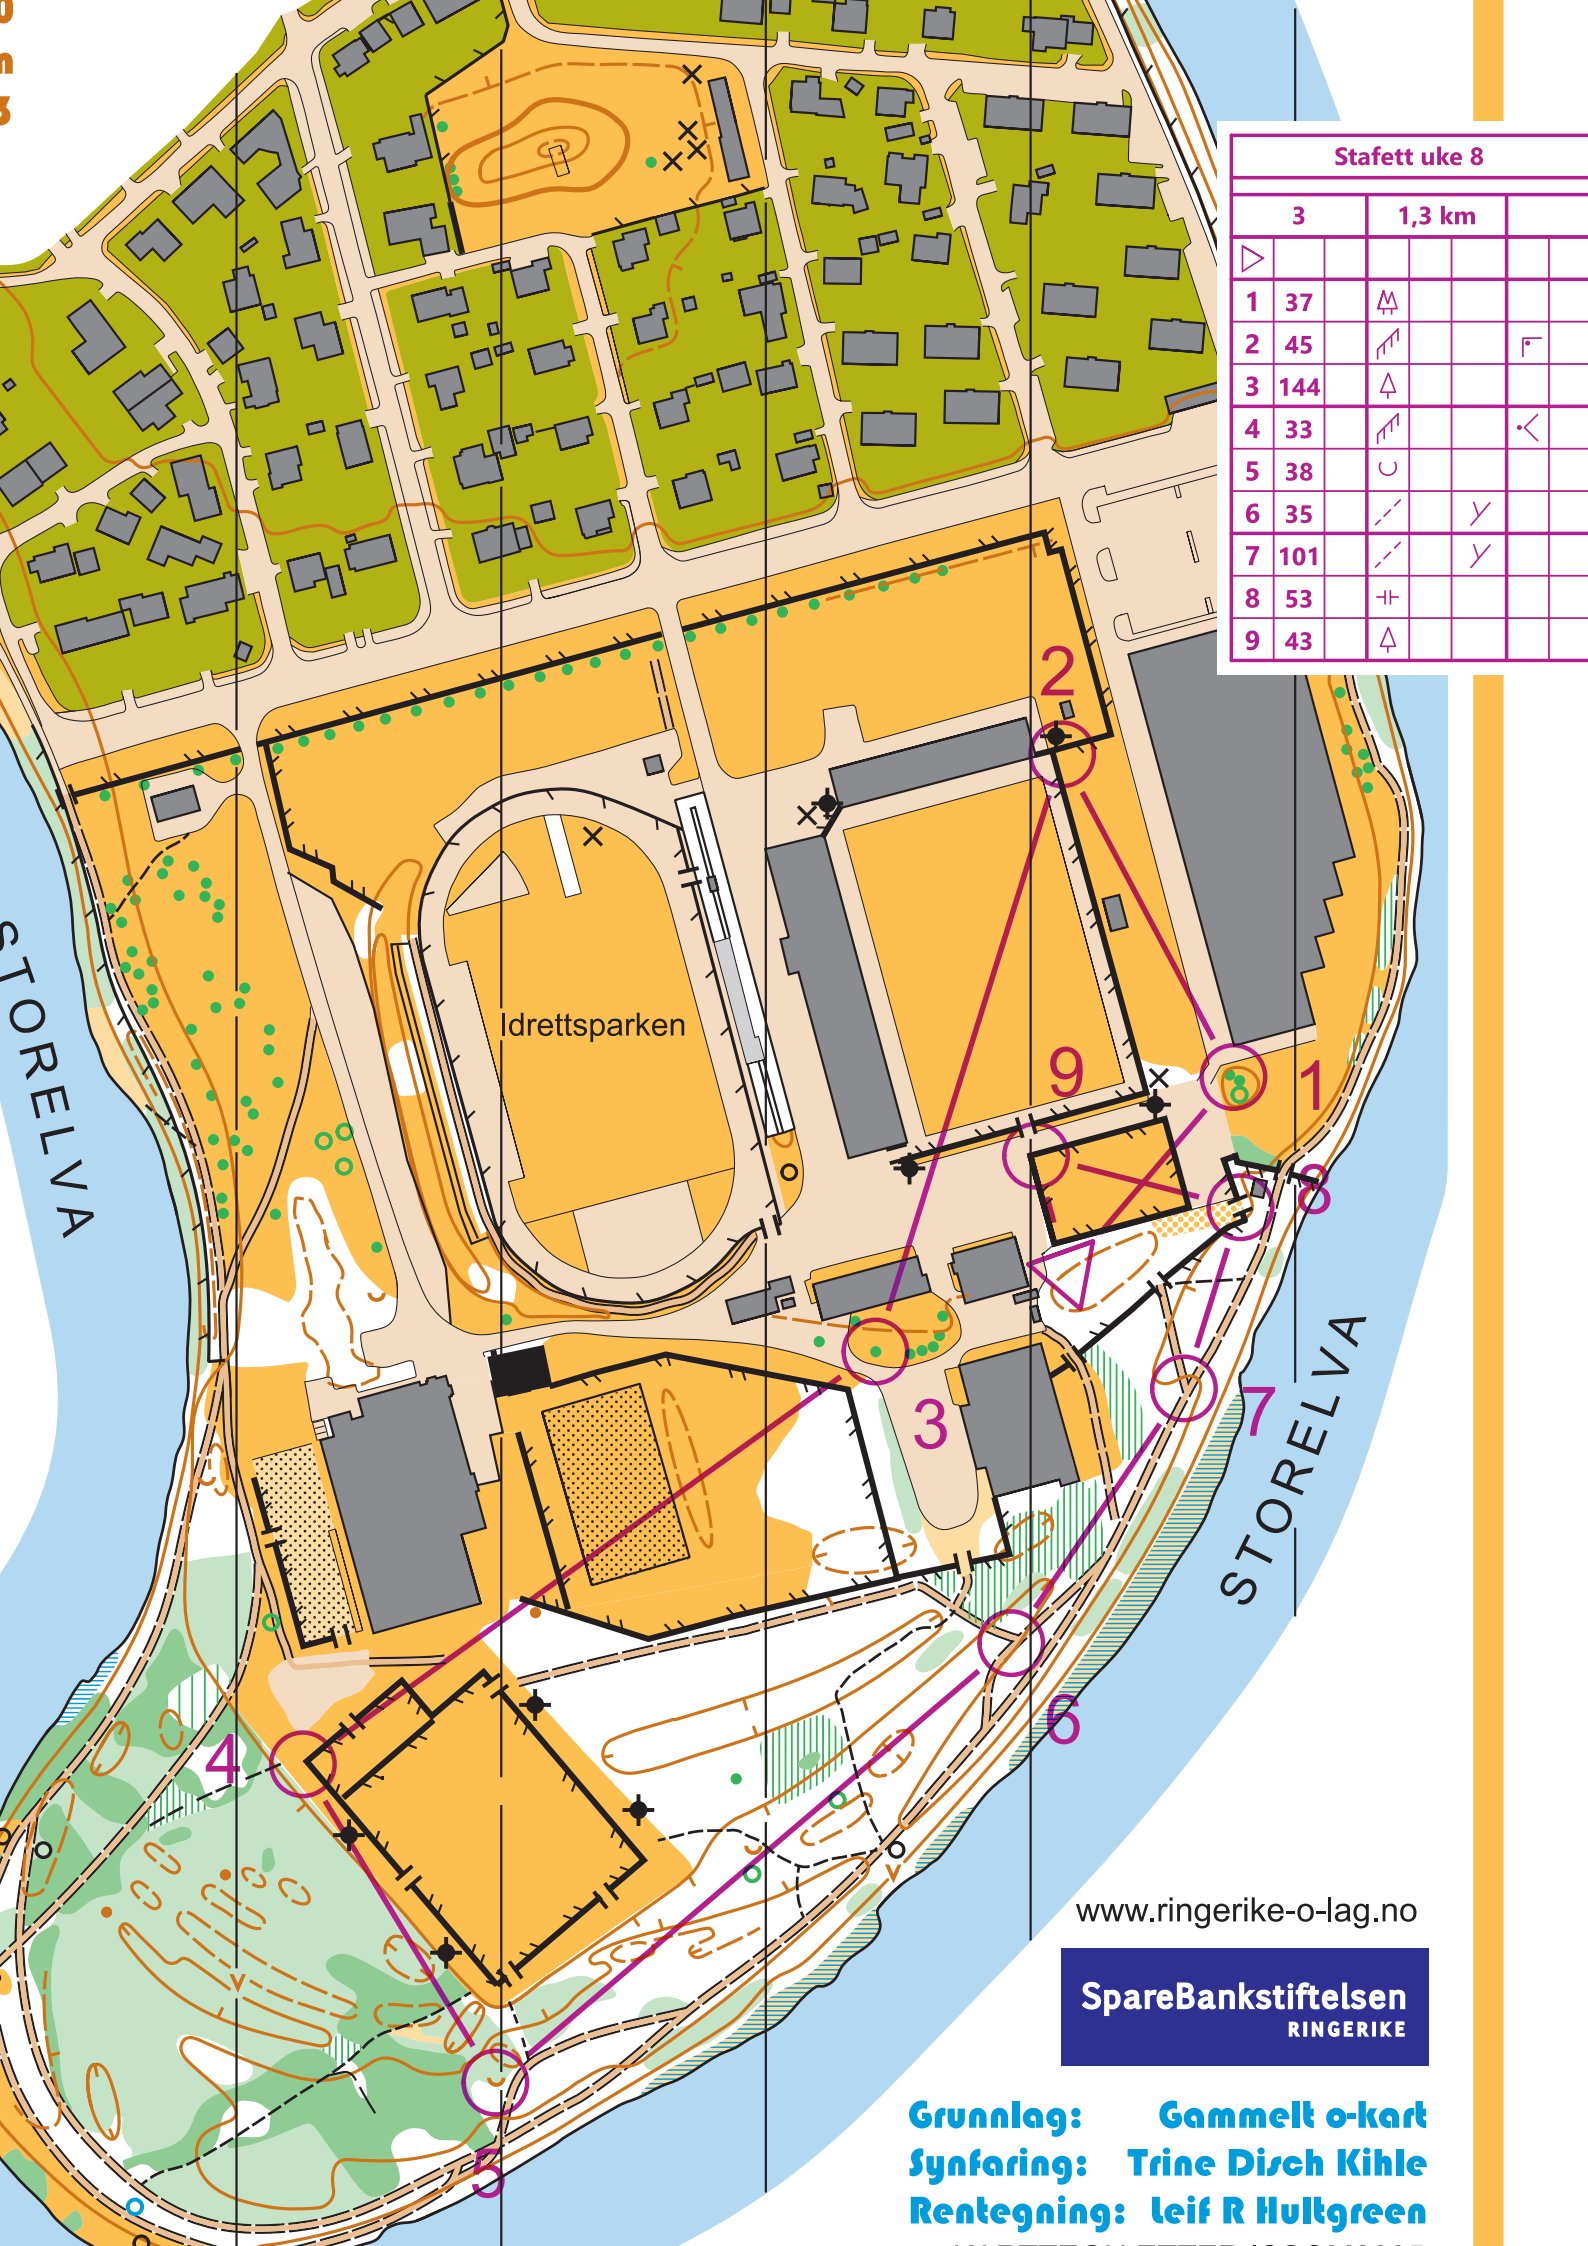 Stafett uke 8
3 1,3 km
1 37
2 45
3 144
4 33
5 38
6 35
7 101
8 53
9 43
2
Idrettsparken
9
1
8
3
7
4
6
5
STORELVA
STORELVA
www.ringerike-o-lag.no
SpareBankstiftelsen
RINGERIKE
Grunnlag: Gammelt o-kart
Synfaring: Trine Disch Kihle
Rentegning: Leif R Hultgreen